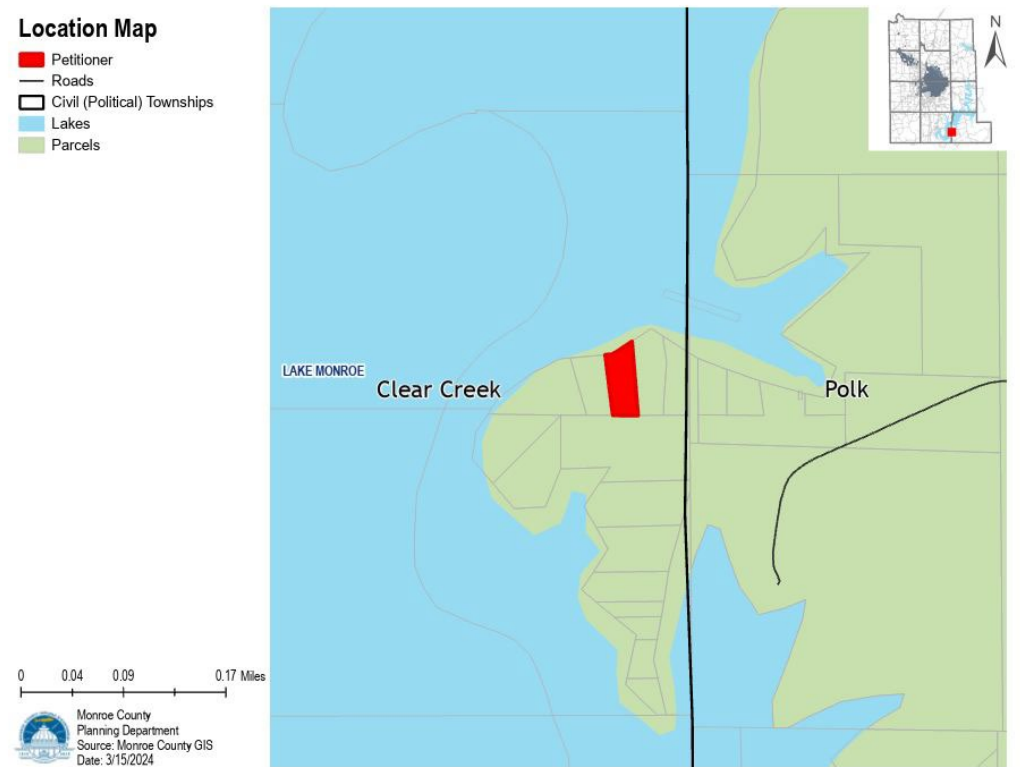 Location Map
Petitioner
Roads
Civil (Political) Townships
Lakes
Parcels
N
LAKE MONROE
Clear Creek
Polk
0 0.04 0.09 0.17 Miles
Monroe County
Planning Department
Source: Monroe County GIS
Date: 3/15/2024